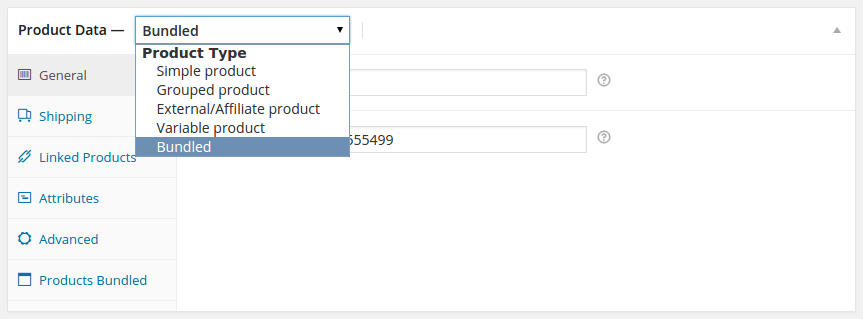 Product Data —
Bundled
Product Type
Simple product
Grouped product
External/Affiliate product
Variable product
Bundled
General
Shipping
Linked Products
Attributes
Advanced
Products Bundled
555499